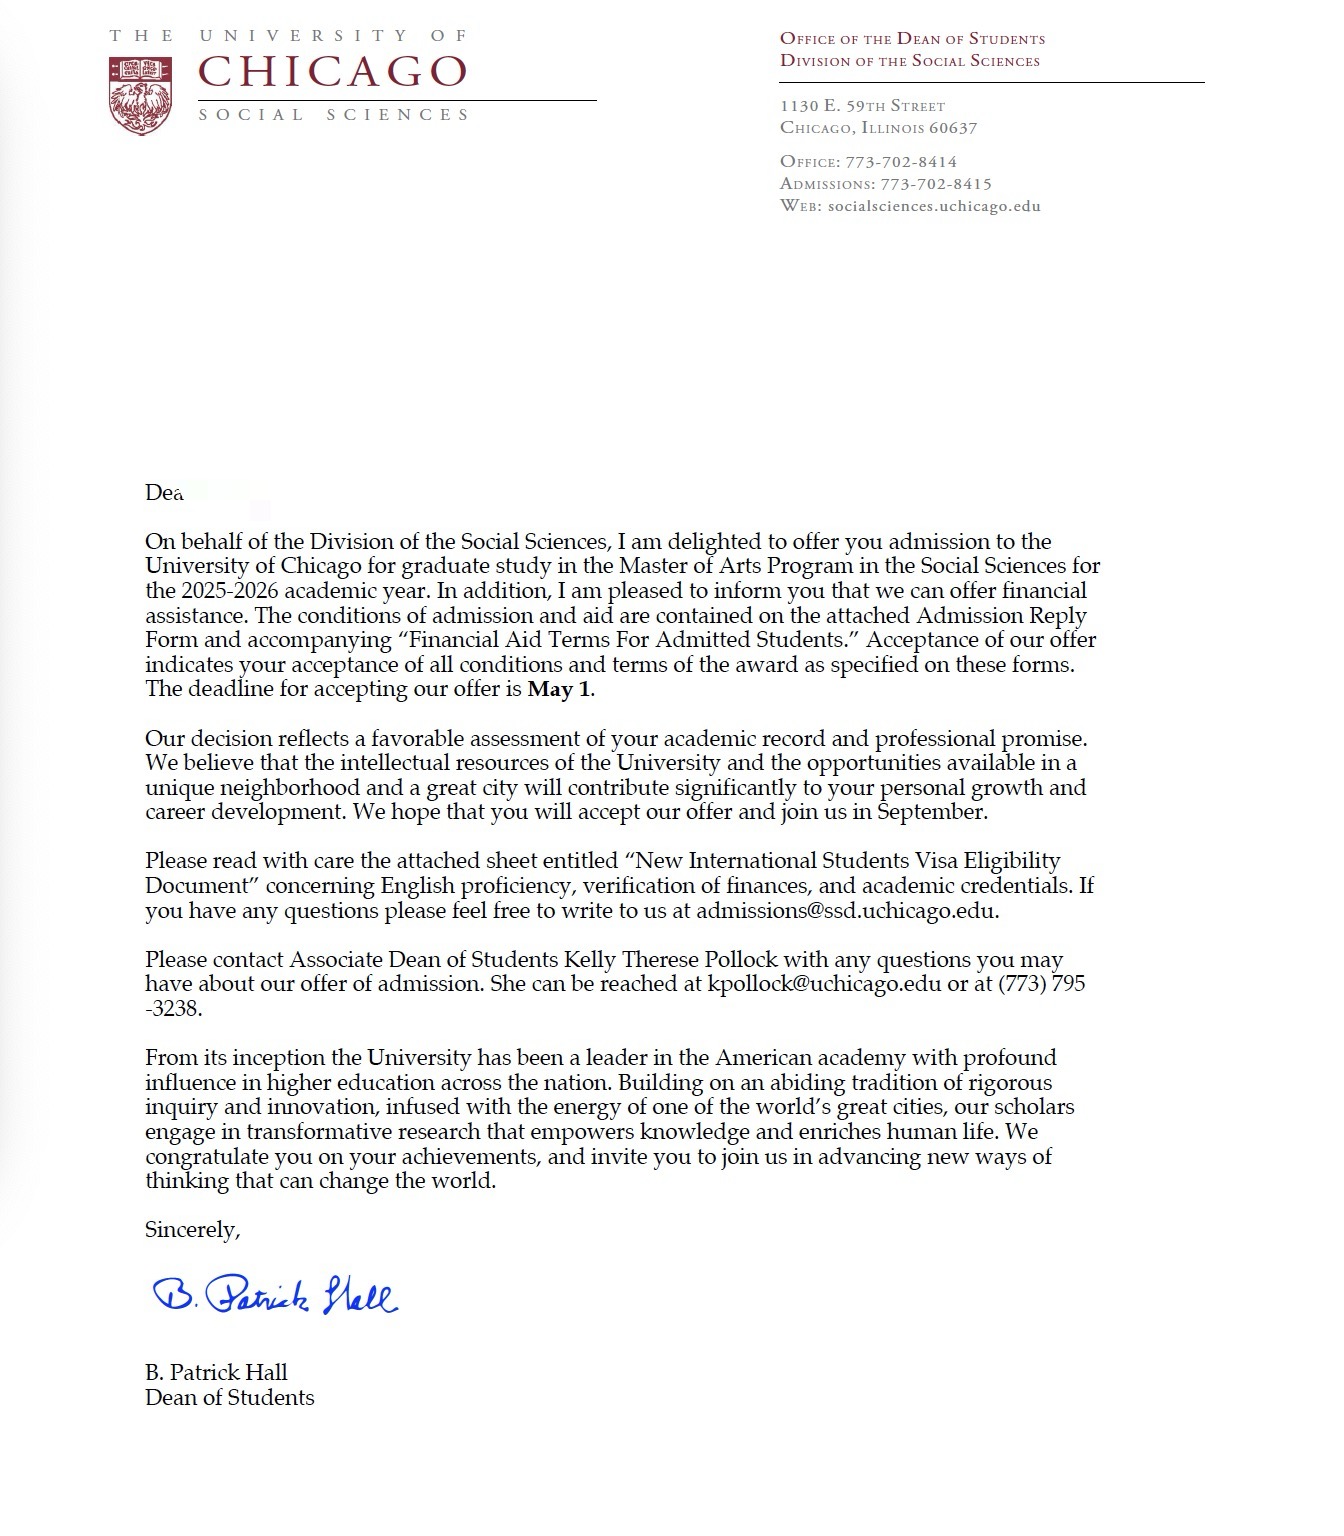 THE UNIVERSITY OF
CHICAGO
SOCIAL SCIENCES
OFFICE OF THE DEAN OF STUDENTS
DIVISION OF THE SOCIAL SCIENCES
1130 E. 59TH STREET
CHICAGO, ILLINOIS 60637
OFFICE: 773-702-8414
ADMISSIONS: 773-702-8415
WEB: socialsciences.uchicago.edu
Dea
On behalf of the Division of the Social Sciences, I am delighted to offer you admission to the
University of Chicago for graduate study in the Master of Arts Program in the Social Sciences for
the 2025-2026 academic year. In addition, I am pleased to inform you that we can offer financial
assistance. The conditions of admission and aid are contained on the attached Admission Reply
Form and accompanying “Financial Aid Terms For Admitted Students.” Acceptance of our offer
indicates your acceptance of all conditions and terms of the award as specified on these forms.
The deadline for accepting our offer is May 1.
Our decision reflects a favorable assessment of your academic record and professional promise.
We believe that the intellectual resources of the University and the opportunities available in a
unique neighborhood and a great city will contribute significantly to your personal growth and
career development. We hope that you will accept our offer and join us in September.
Please read with care the attached sheet entitled “New International Students Visa Eligibility
Document” concerning English proficiency, verification of finances, and academic credentials. If
you have any questions please feel free to write to us at admissions@ssd.uchicago.edu.
Please contact Associate Dean of Students Kelly Therese Pollock with any questions you may
have about our offer of admission. She can be reached at kpollock@uchicago.edu or at (773) 795
-3238.
From its inception the University has been a leader in the American academy with profound
influence in higher education across the nation. Building on an abiding tradition of rigorous
inquiry and innovation, infused with the energy of one of the world’s great cities, our scholars
engage in transformative research that empowers knowledge and enriches human life. We
congratulate you on your achievements, and invite you to join us in advancing new ways of
thinking that can change the world.
Sincerely,
B. Patrick Hall
B. Patrick Hall
Dean of Students